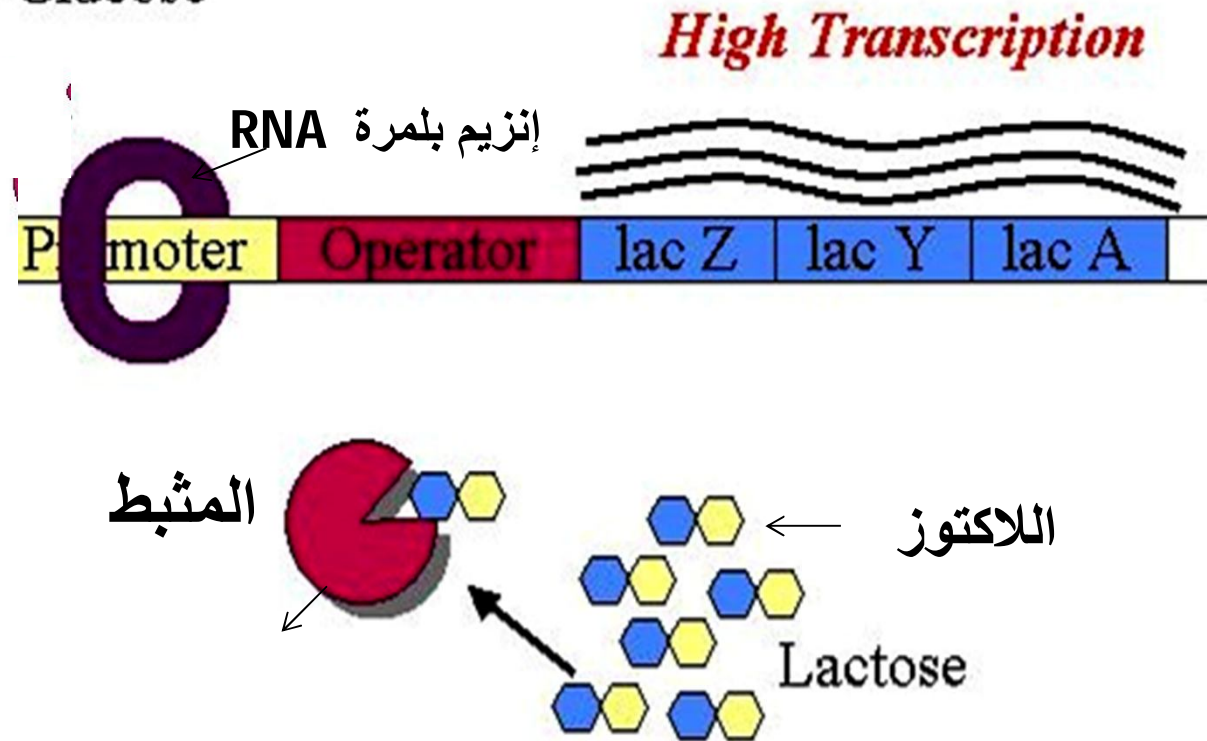 High Transcription
إنزيم بلمرة RNA
Promoter
Operator
lac Z
lac Y
lac A
المثبط
اللاكتوز
Lactose